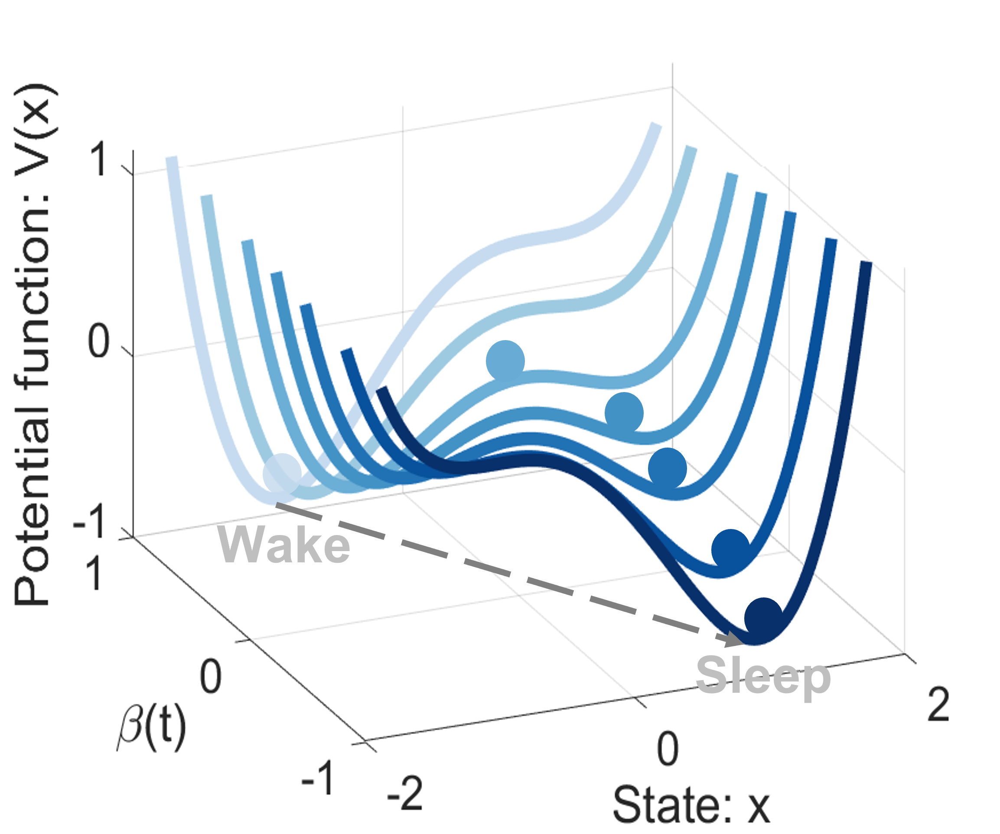 Potential function: V(x)
1
0
-1
1
0
-1
β(t)
-2
0
2
State: x
Wake
Sleep